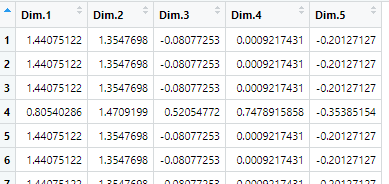 Dim.1 Dim.2 Dim.3 Dim.4 Dim.5
1 1.44075122 1.3547698 -0.08077253 0.0009217431 -0.20127127
2 1.44075122 1.3547698 -0.08077253 0.0009217431 -0.20127127
3 1.44075122 1.3547698 -0.08077253 0.0009217431 -0.20127127
4 0.80540286 1.4709199 0.52054772 0.7478915858 -0.35385154
5 1.44075122 1.3547698 -0.08077253 0.0009217431 -0.20127127
6 1.44075122 1.3547698 -0.08077253 0.0009217431 -0.20127127